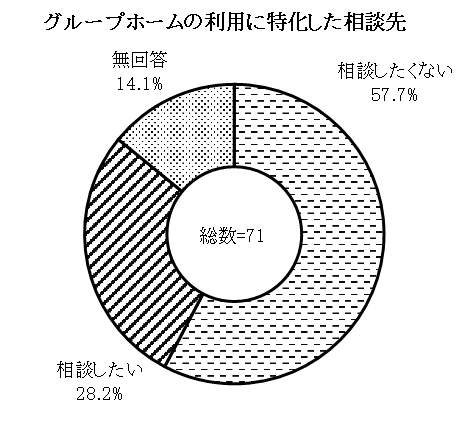 グループホームの利用に特化した相談先
無回答
14.1%
相談したくない
57.7%
総数=71
相談したい
28.2%